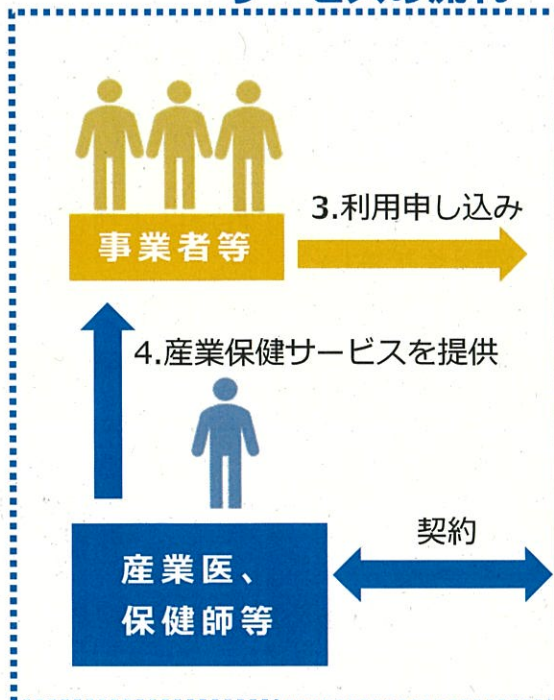 3.利用申し込み
事業者等
4.産業保健サービスを提供
契約
産業医、
保健師等